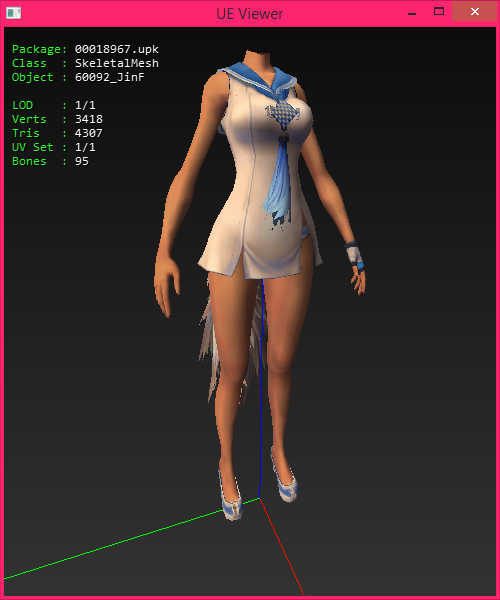 UE Viewer
Package: 00018967.upk
Class : SkeletalMesh
Object : 60092_JinF
LOD : 1/1
Verts : 3418
Tris : 4307
UV Set : 1/1
Bones : 95